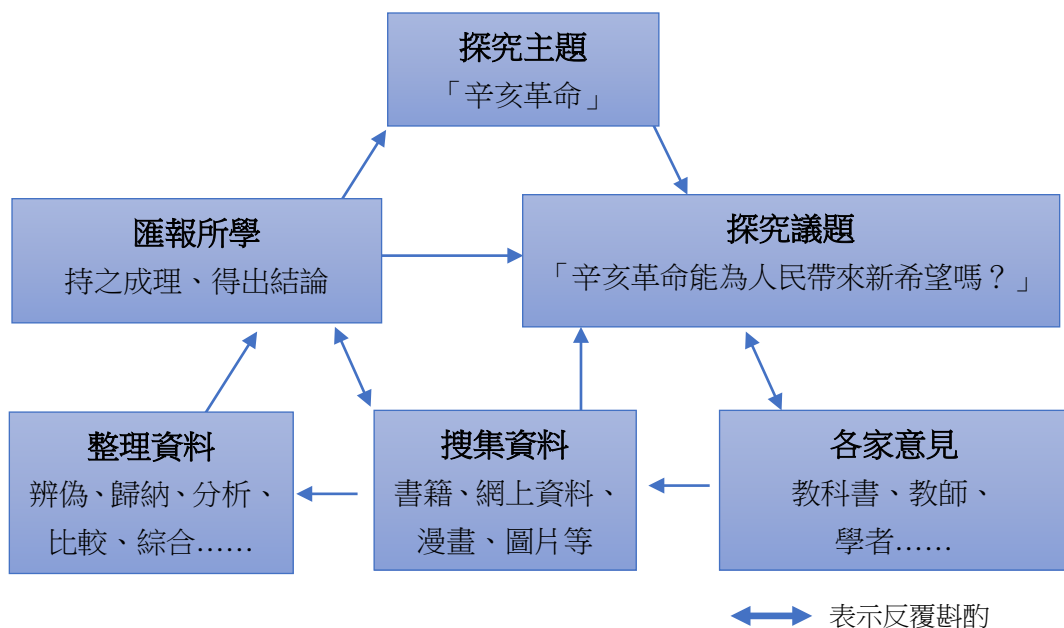 探究主題
「辛亥革命」
匯報所學
持之成理、得出結論
探究議題
「辛亥革命能為人民帶來新希望嗎？」
整理資料
辨偽、歸納、分析、
比較、綜合……
搜集資料
書籍、網上資料、
漫畫、圖片等
各家意見
教科書、教師、
學者……
表示反覆斟酌